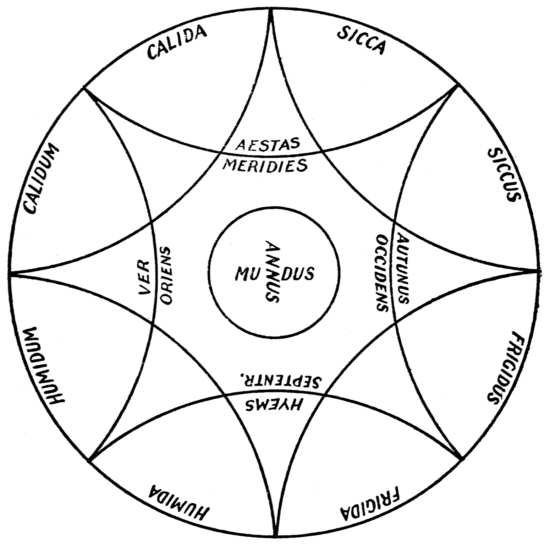 CALIDA
SICCA
SICCUS
FRIGIDUS
FRIGIDA
HUMIDA
HUMIDUM
CALIDUM
AESTAS
MERIDIES
AUTUNUS
OCCIDENS
SEPTENTR.
HYEMS
VER
ORIENS
MUNDUS
ANNUS